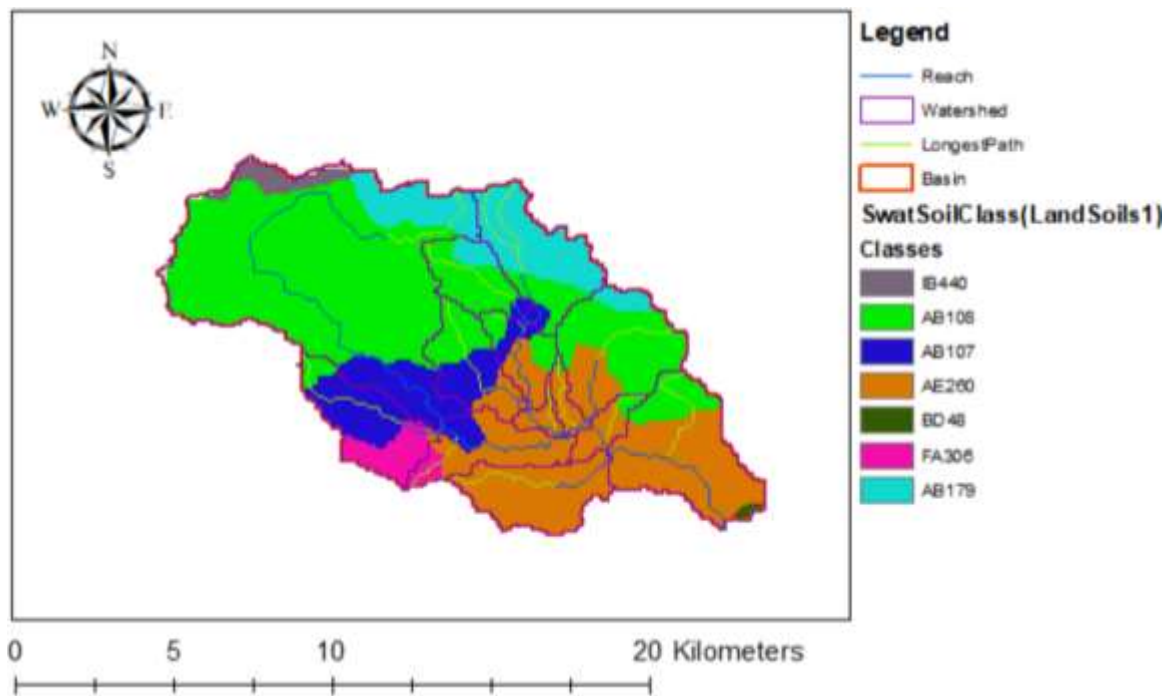 N
W E
S
Legend
Reach
Watershed
LongestPath
Basin
SwatSoilClass(LandSoils1)
Classes
IB440
AB108
AB107
AE260
BD48
FA306
AB179
0 5 10 20 Kilometers